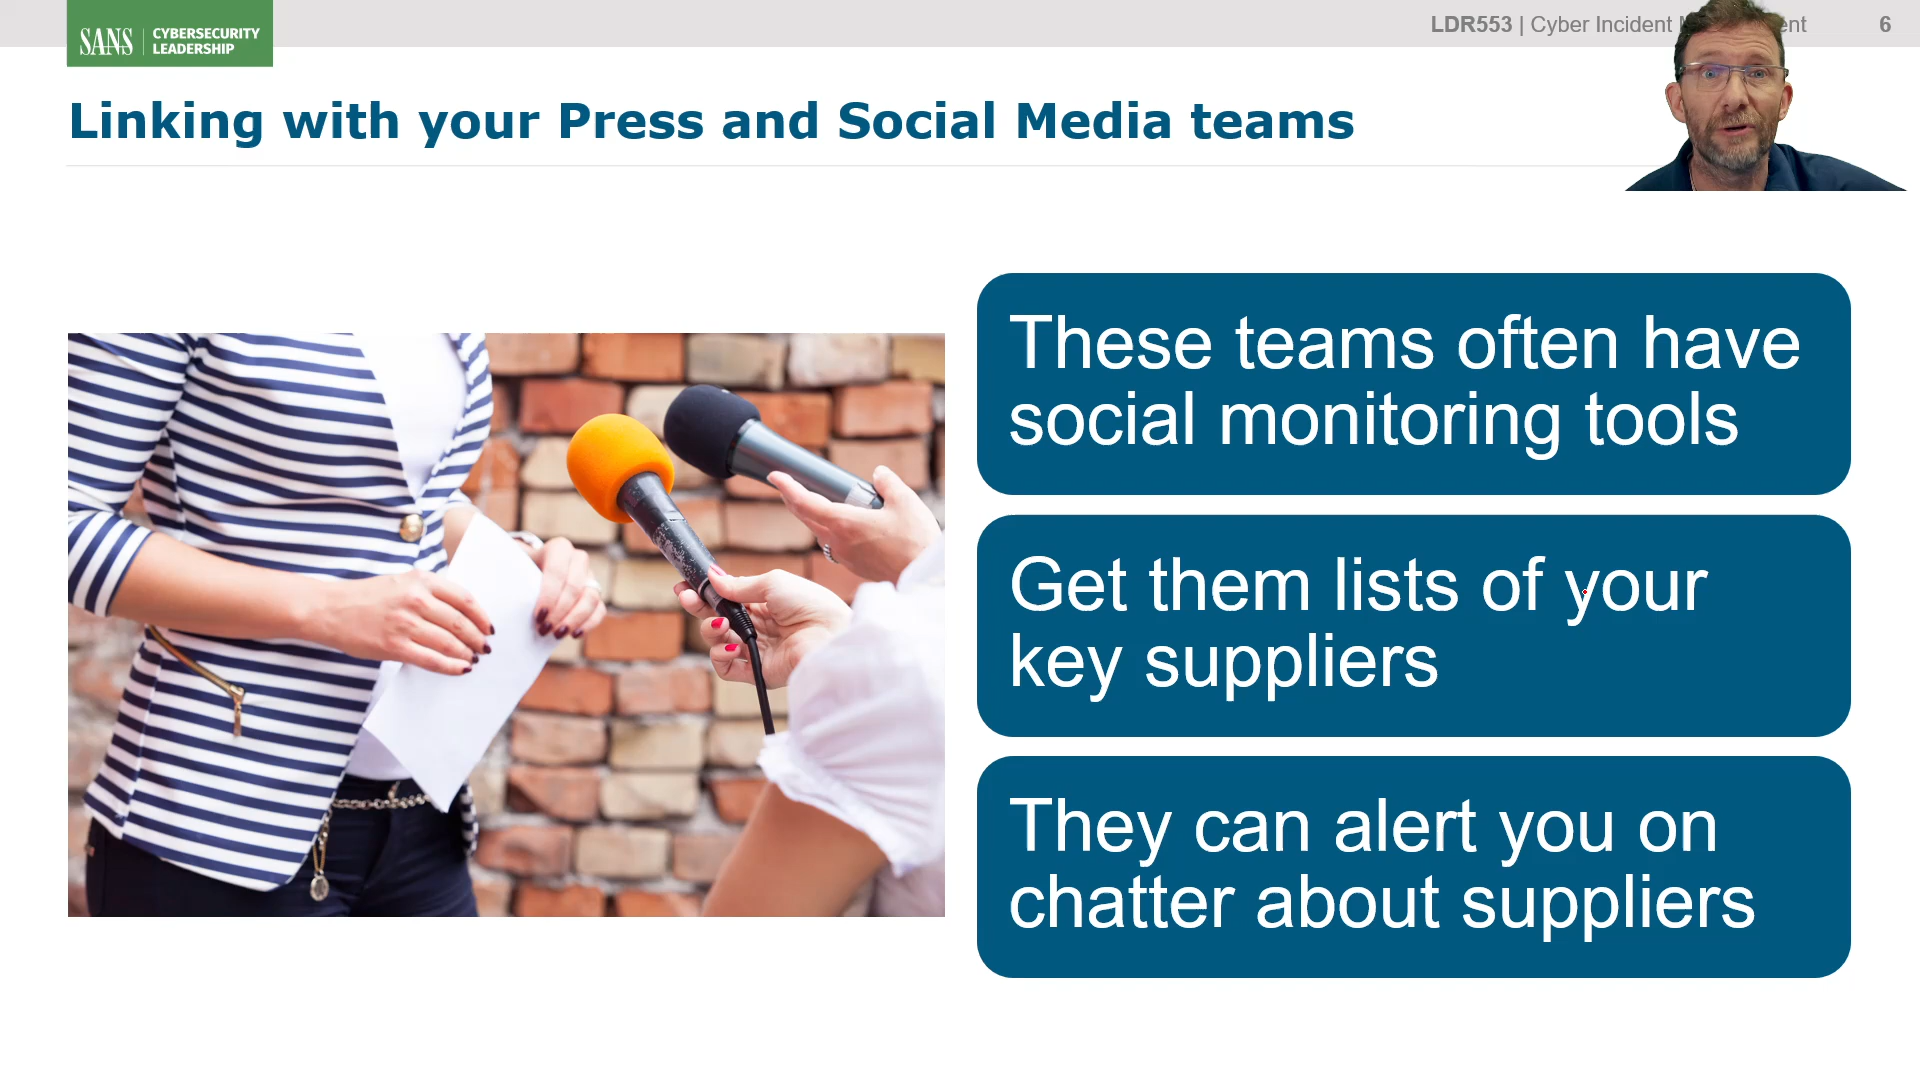 SANS
CYBERSECURITY
LEADERSHIP
LDR553 | Cyber Incident
6
Linking with your Press and Social Media teams
These teams often have
social monitoring tools
Get them lists of your
key suppliers
They can alert you on
chatter about suppliers